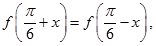 f(π/6 + x) = f(π/6 − x),